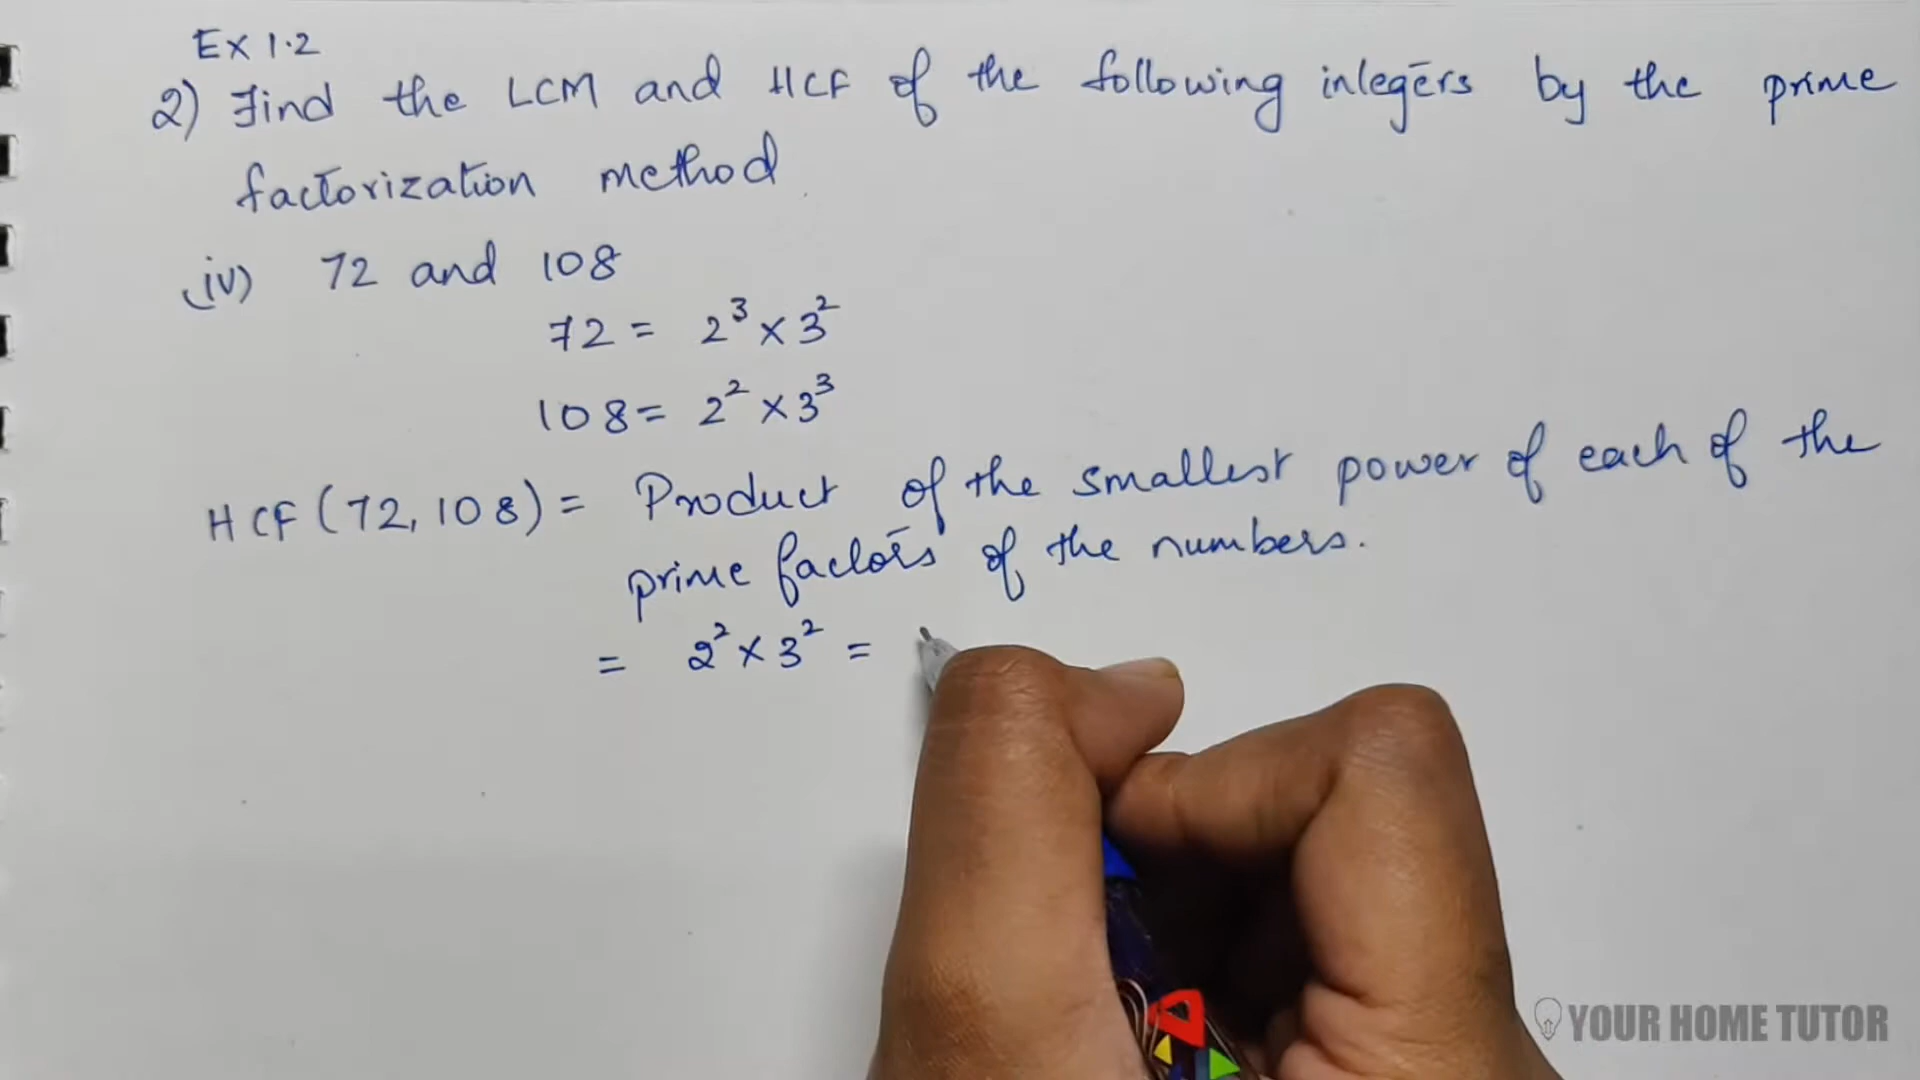 Ex 1.2
2) Find the LCM and HCF of the following integers by the prime
factorization method
iv) 72 and 108
72 = 2³ × 3²
108 = 2² × 3³
HCF (72, 108) = Product of the smallest power of each of the
prime factors of the numbers.
= 2² × 3² =
YOUR HOME TUTOR